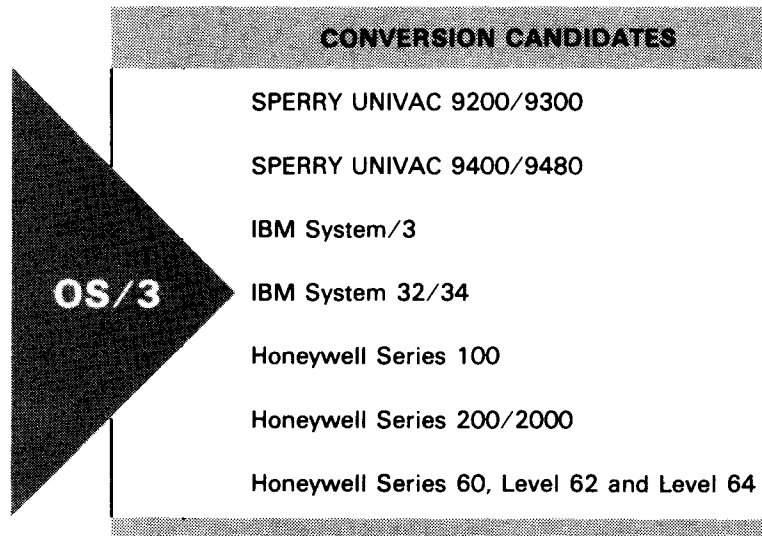 CONVERSION CANDIDATES
SPERRY UNIVAC 9200/9300
SPERRY UNIVAC 9400/9480
IBM System/3
OS/3
IBM System 32/34
Honeywell Series 100
Honeywell Series 200/2000
Honeywell Series 60, Level 62 and Level 64